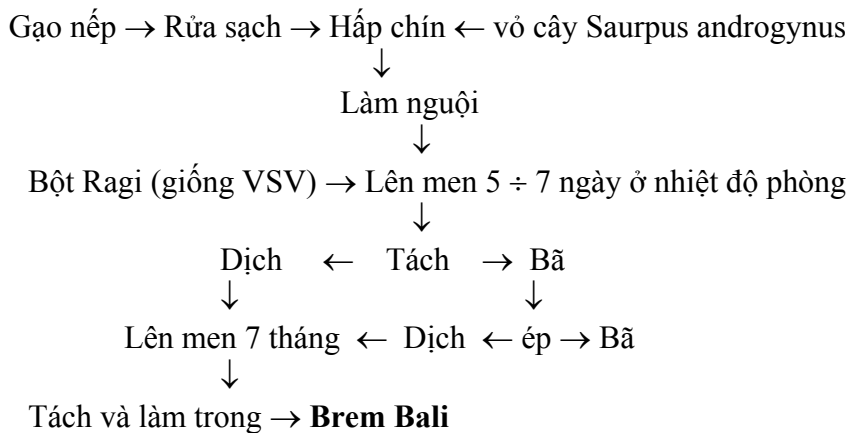 Gạo nếp → Rửa sạch → Hấp chín ← vỏ cây Saurpus androgynus
↓
Làm nguội
↓
Bột Ragi (giống VSV) → Lên men 5 ÷ 7 ngày ở nhiệt độ phòng
↓
Dịch ← Tách → Bã
↓ ↓
Lên men 7 tháng ← Dịch ← ép → Bã
↓
Tách và làm trong → Brem Bali